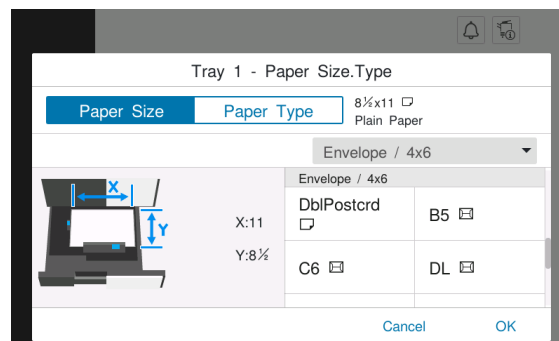 Tray 1 - Paper Size.Type
Paper Size
Paper Type
8½x11
Plain Paper
Envelope / 4x6
Envelope / 4x6
X
Y
X:11
Y:8½
DblPostcrd
B5
C6
DL
Cancel
OK